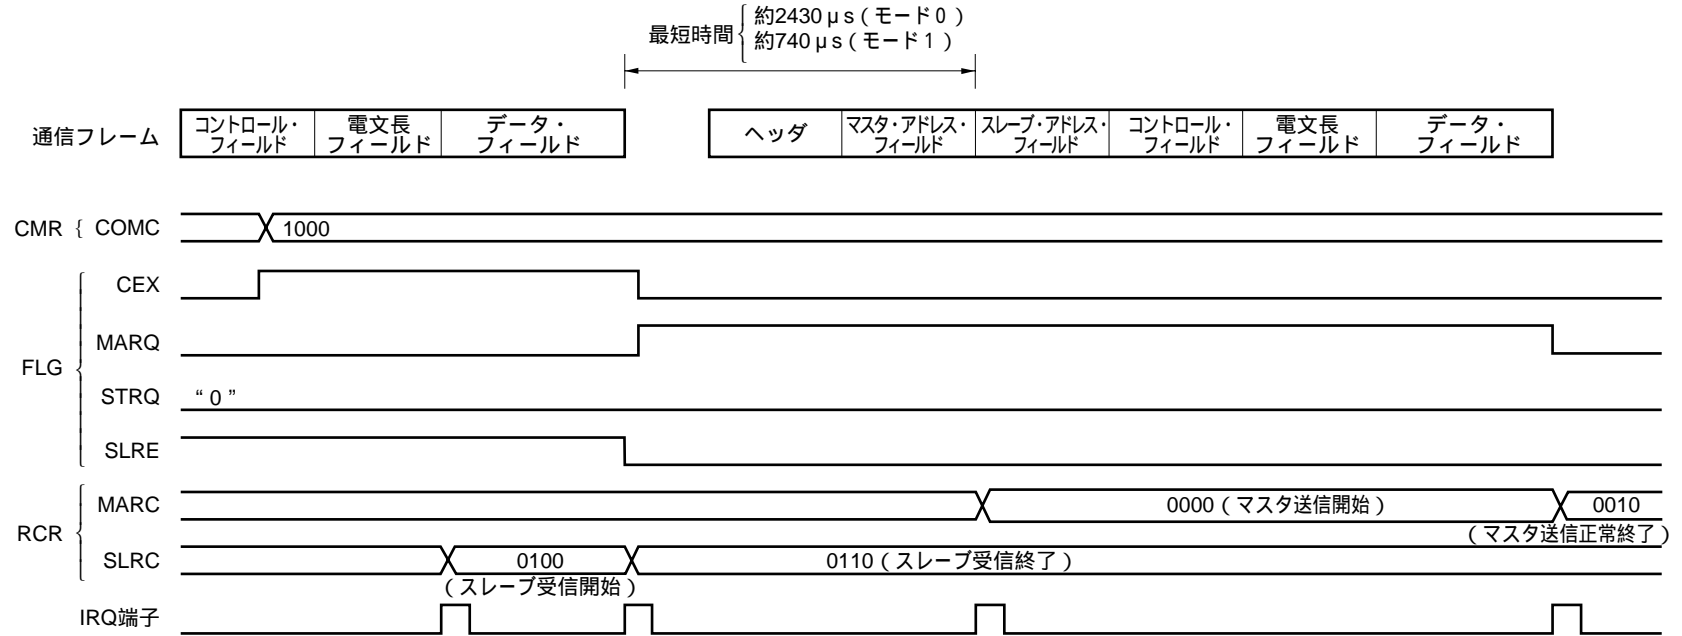 最短時間
約2430μs(モード0)
約740μs(モード1)
通信フレーム
コントロール・
フィールド
電文長
フィールド
データ・
フィールド
ヘッダ
マスタ・アドレス・
フィールド
スレーブ・アドレス・
フィールド
コントロール・
フィールド
電文長
フィールド
データ・
フィールド
CMR { COMC
1000
FLG
CEX
MARQ
STRQ
“0”
SLRE
RCR
MARC
0000(マスタ送信開始)
0010
(マスタ送信正常終了)
SLRC
0100
(スレーブ受信開始)
0110(スレーブ受信終了)
IRQ端子